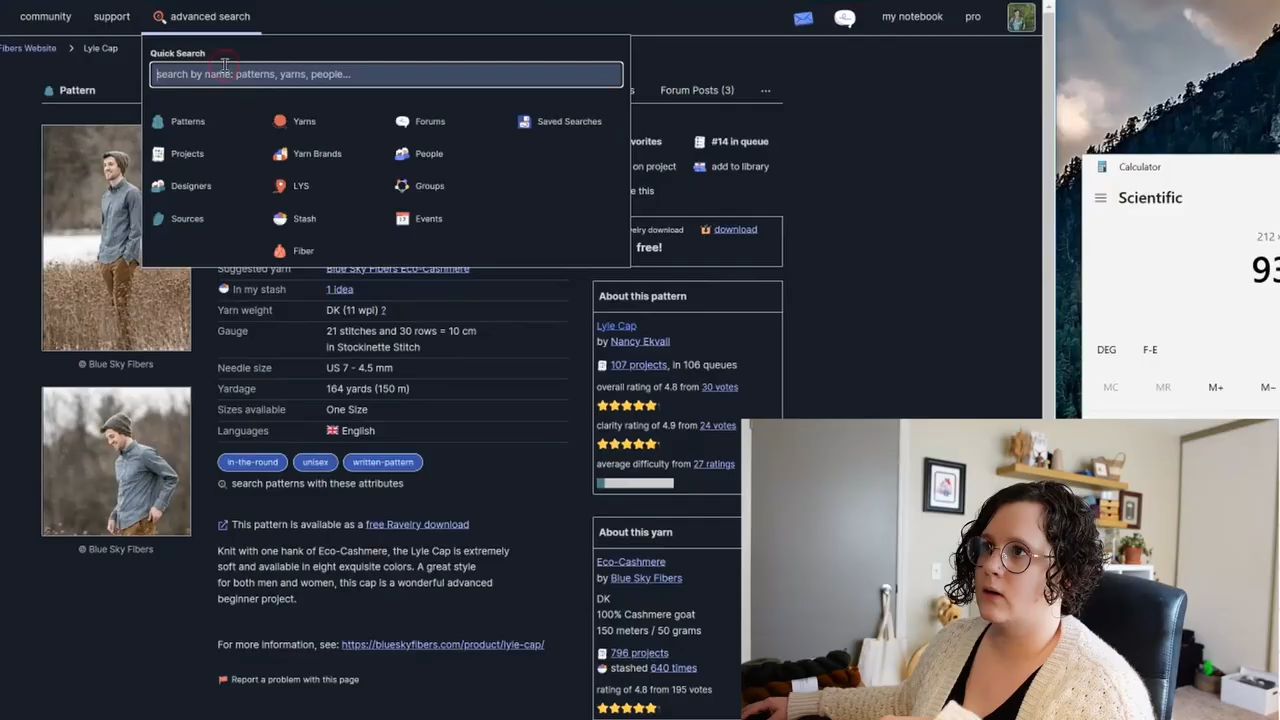 community
support
advanced search
my notebook
pro
Fibers Website > Lyle Cap
Pattern
Quick Search
search by name: patterns, yarns, people...
Patterns
Yarns
Forums
Saved Searches
Projects
Yarn Brands
People
Designers
LYS
Groups
Sources
Stash
Events
Fiber
s
Forum Posts (3)
...
vorites
#14 in queue
on project
add to library
e this
velry download
download
free!
© Blue Sky Fibers
© Blue Sky Fibers
Suggested yarn
Blue Sky Fibers Eco-Cashmere
In my stash
1 idea
Yarn weight
DK (11 wpi) ?
Gauge
21 stitches and 30 rows = 10 cm
in Stockinette Stitch
Needle size
US 7 - 4.5 mm
Yardage
164 yards (150 m)
Sizes available
One Size
Languages
English
in-the-round
unisex
written-pattern
search patterns with these attributes
This pattern is available as a free Ravelry download
Knit with one hank of Eco-Cashmere, the Lyle Cap is extremely
soft and available in eight exquisite colors. A great style
for both men and women, this cap is a wonderful advanced
beginner project.
For more information, see: https://blueskyfibers.com/product/lyle-cap/
Report a problem with this page
About this pattern
Lyle Cap
by Nancy Ekvall
107 projects, in 106 queues
overall rating of 4.8 from 30 votes
clarity rating of 4.9 from 24 votes
average difficulty from 27 ratings
About this yarn
Eco-Cashmere
by Blue Sky Fibers
DK
100% Cashmere goat
150 meters / 50 grams
796 projects
stashed 640 times
rating of 4.8 from 195 votes
Calculator
Scientific
212
93
DEG
F-E
MC
MR
M+
M−